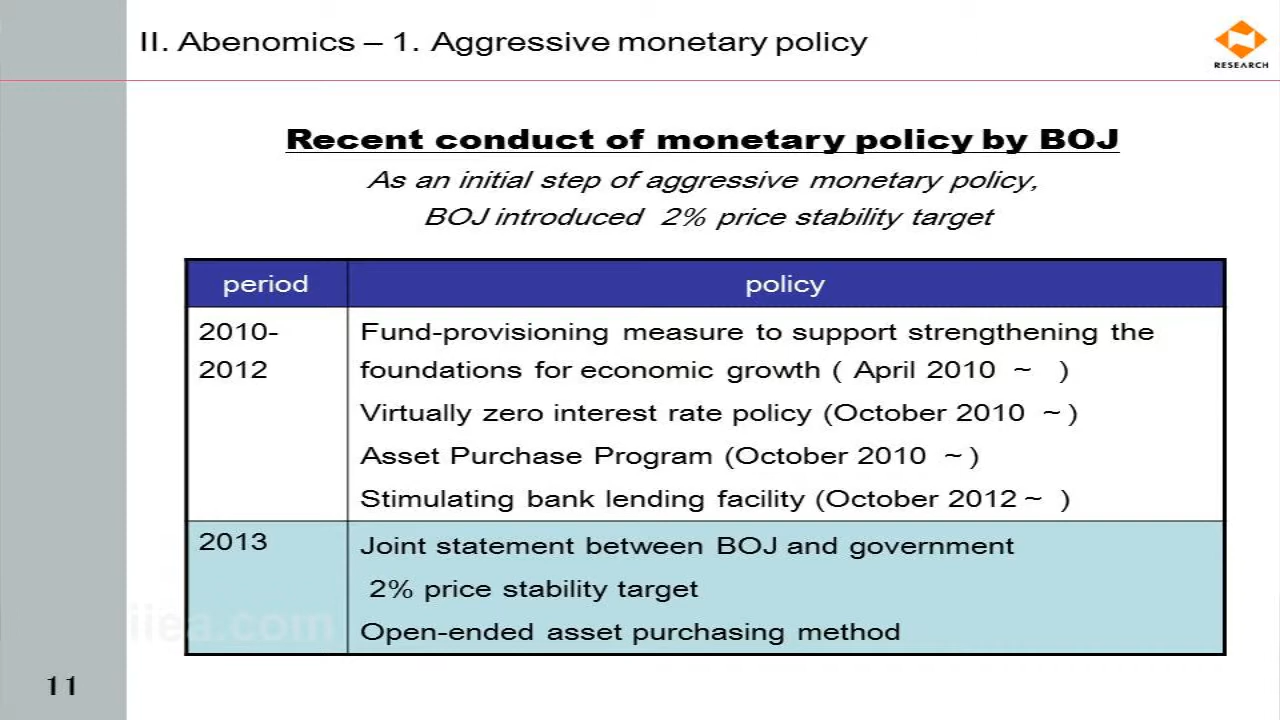 II. Abenomics – 1. Aggressive monetary policy
RESEARCH
Recent conduct of monetary policy by BOJ
As an initial step of aggressive monetary policy,
BOJ introduced 2% price stability target
period
policy
2010-
2012
Fund-provisioning measure to support strengthening the
foundations for economic growth ( April 2010 ~ )
Virtually zero interest rate policy (October 2010 ~ )
Asset Purchase Program (October 2010 ~ )
Stimulating bank lending facility (October 2012 ~ )
2013
Joint statement between BOJ and government
2% price stability target
Open-ended asset purchasing method
iiea.com
11